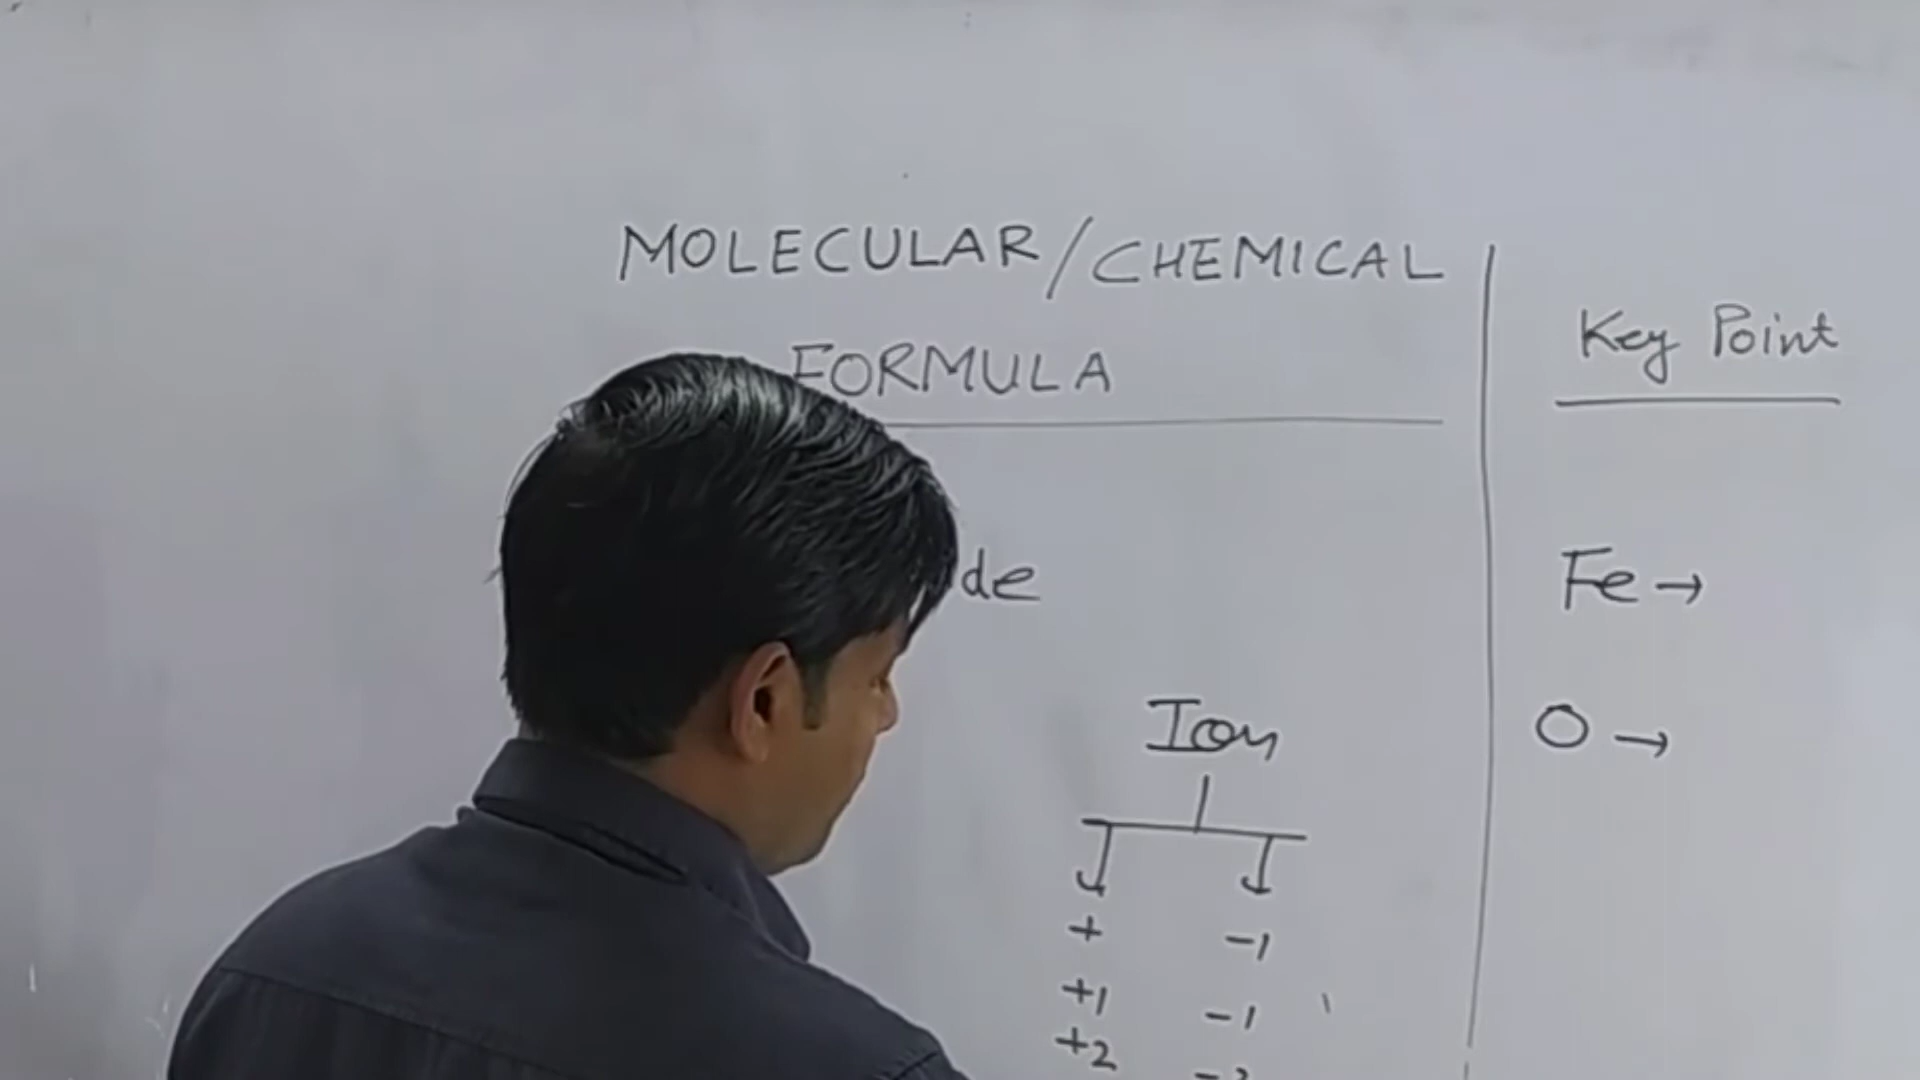 MOLECULAR/CHEMICAL
FORMULA
de
Ion
+ -1
+1 -1
+2
Key Point
Fe→
O→